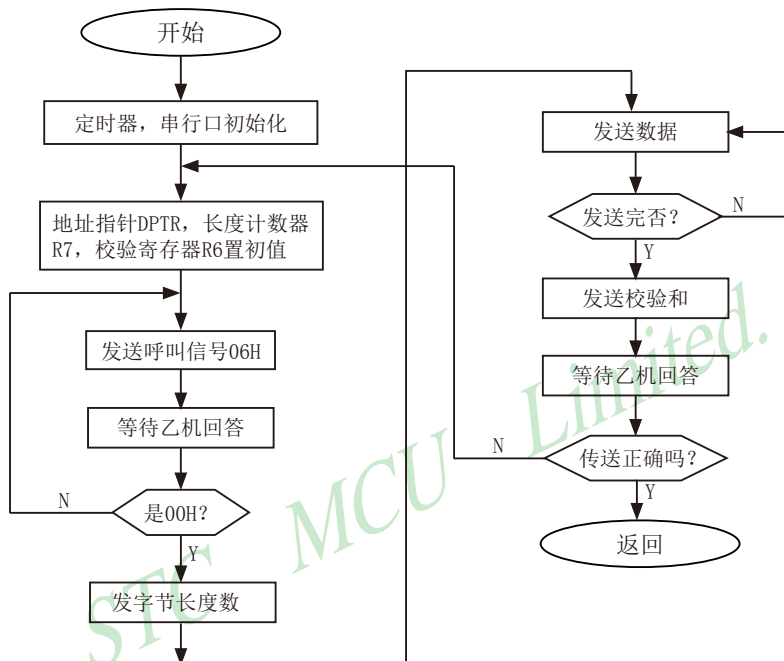 开始
定时器，串行口初始化
地址指针DPTR，长度计数器
R7，校验寄存器R6置初值
发送呼叫信号06H
等待乙机回答
是00H？
N
Y
发字节长度数
发送数据
发送完否？
N
Y
发送校验和
等待乙机回答
传送正确吗？
N
Y
返回
STC MCU Limited.